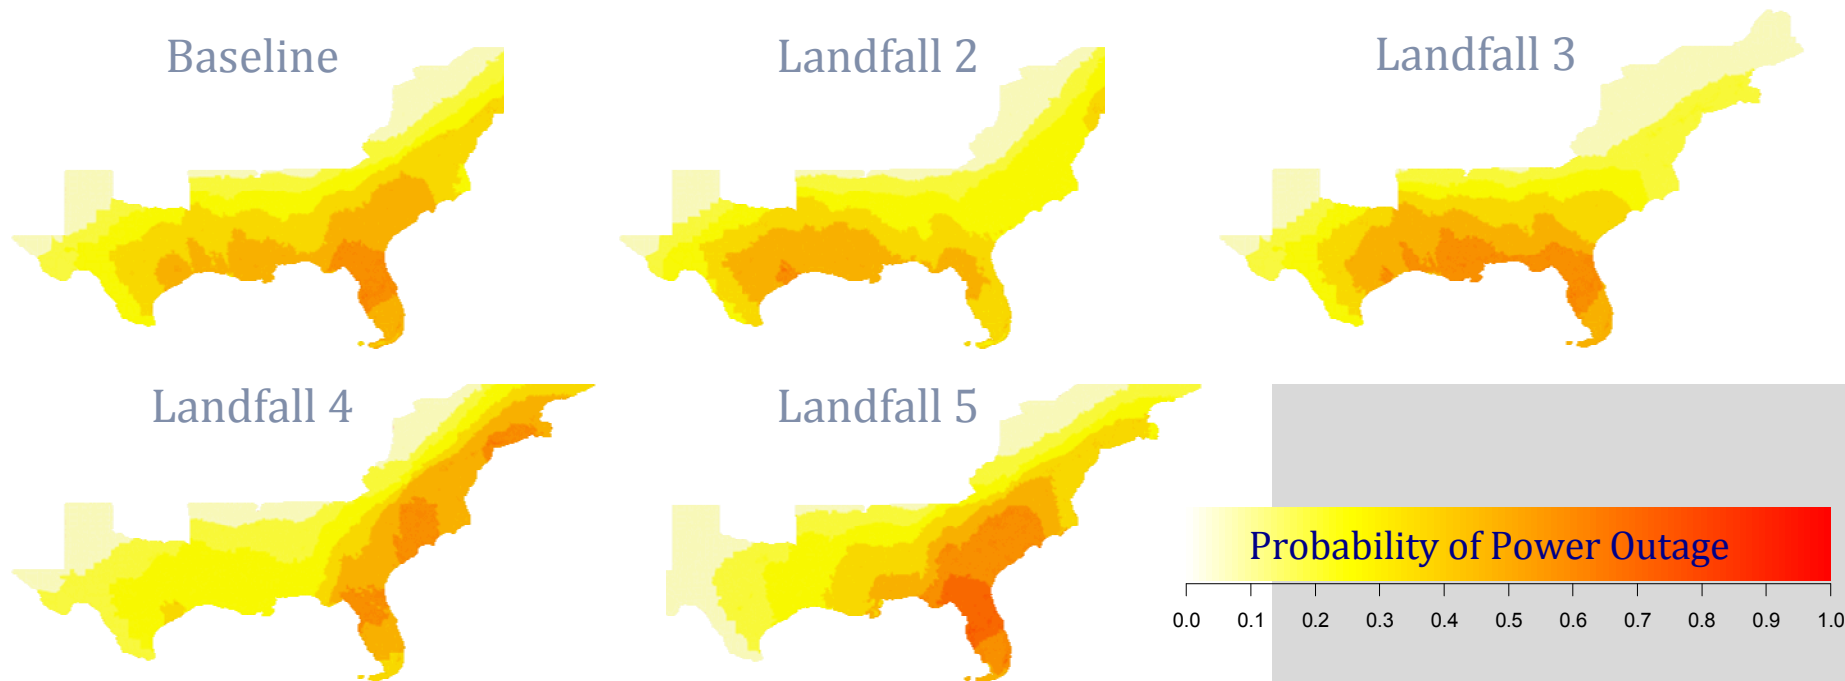 Baseline
Landfall 2
Landfall 3
Landfall 4
Landfall 5
Probability of Power Outage
0.0 0.1 0.2 0.3 0.4 0.5 0.6 0.7 0.8 0.9 1.0